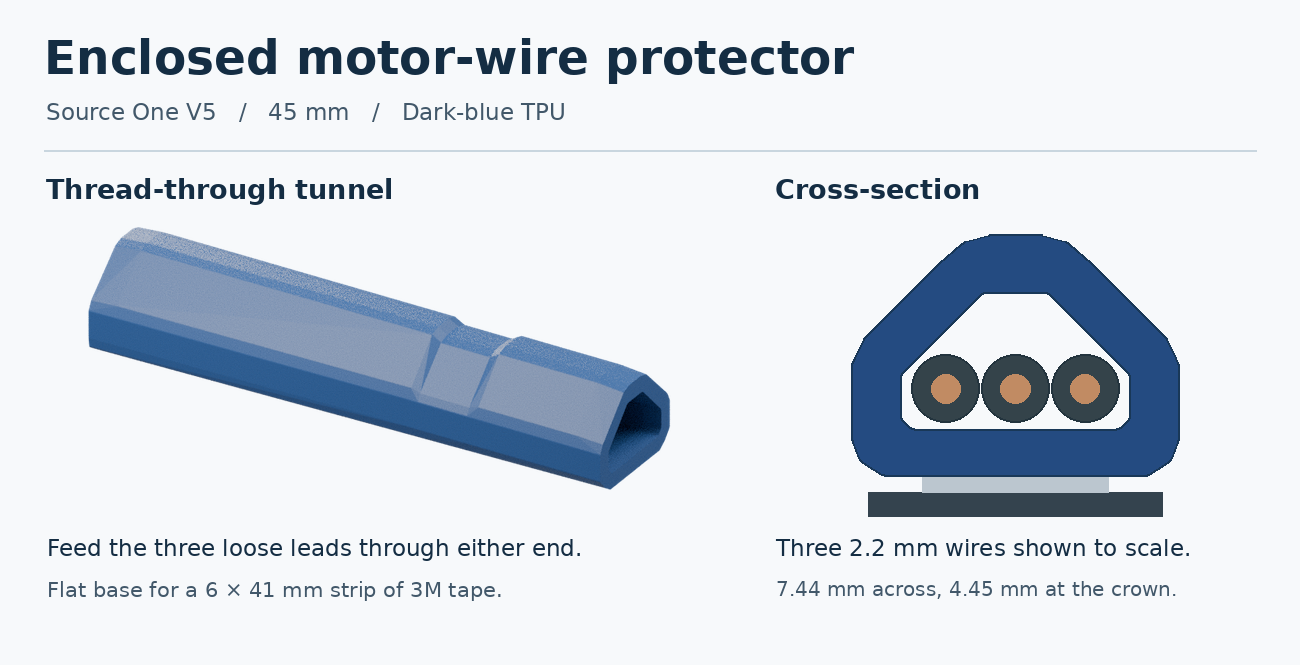 Enclosed motor-wire protector
Source One V5 / 45 mm / Dark-blue TPU
Thread-through tunnel
Cross-section
Feed the three loose leads through either end.
Flat base for a 6 × 41 mm strip of 3M tape.
Three 2.2 mm wires shown to scale.
7.44 mm across, 4.45 mm at the crown.